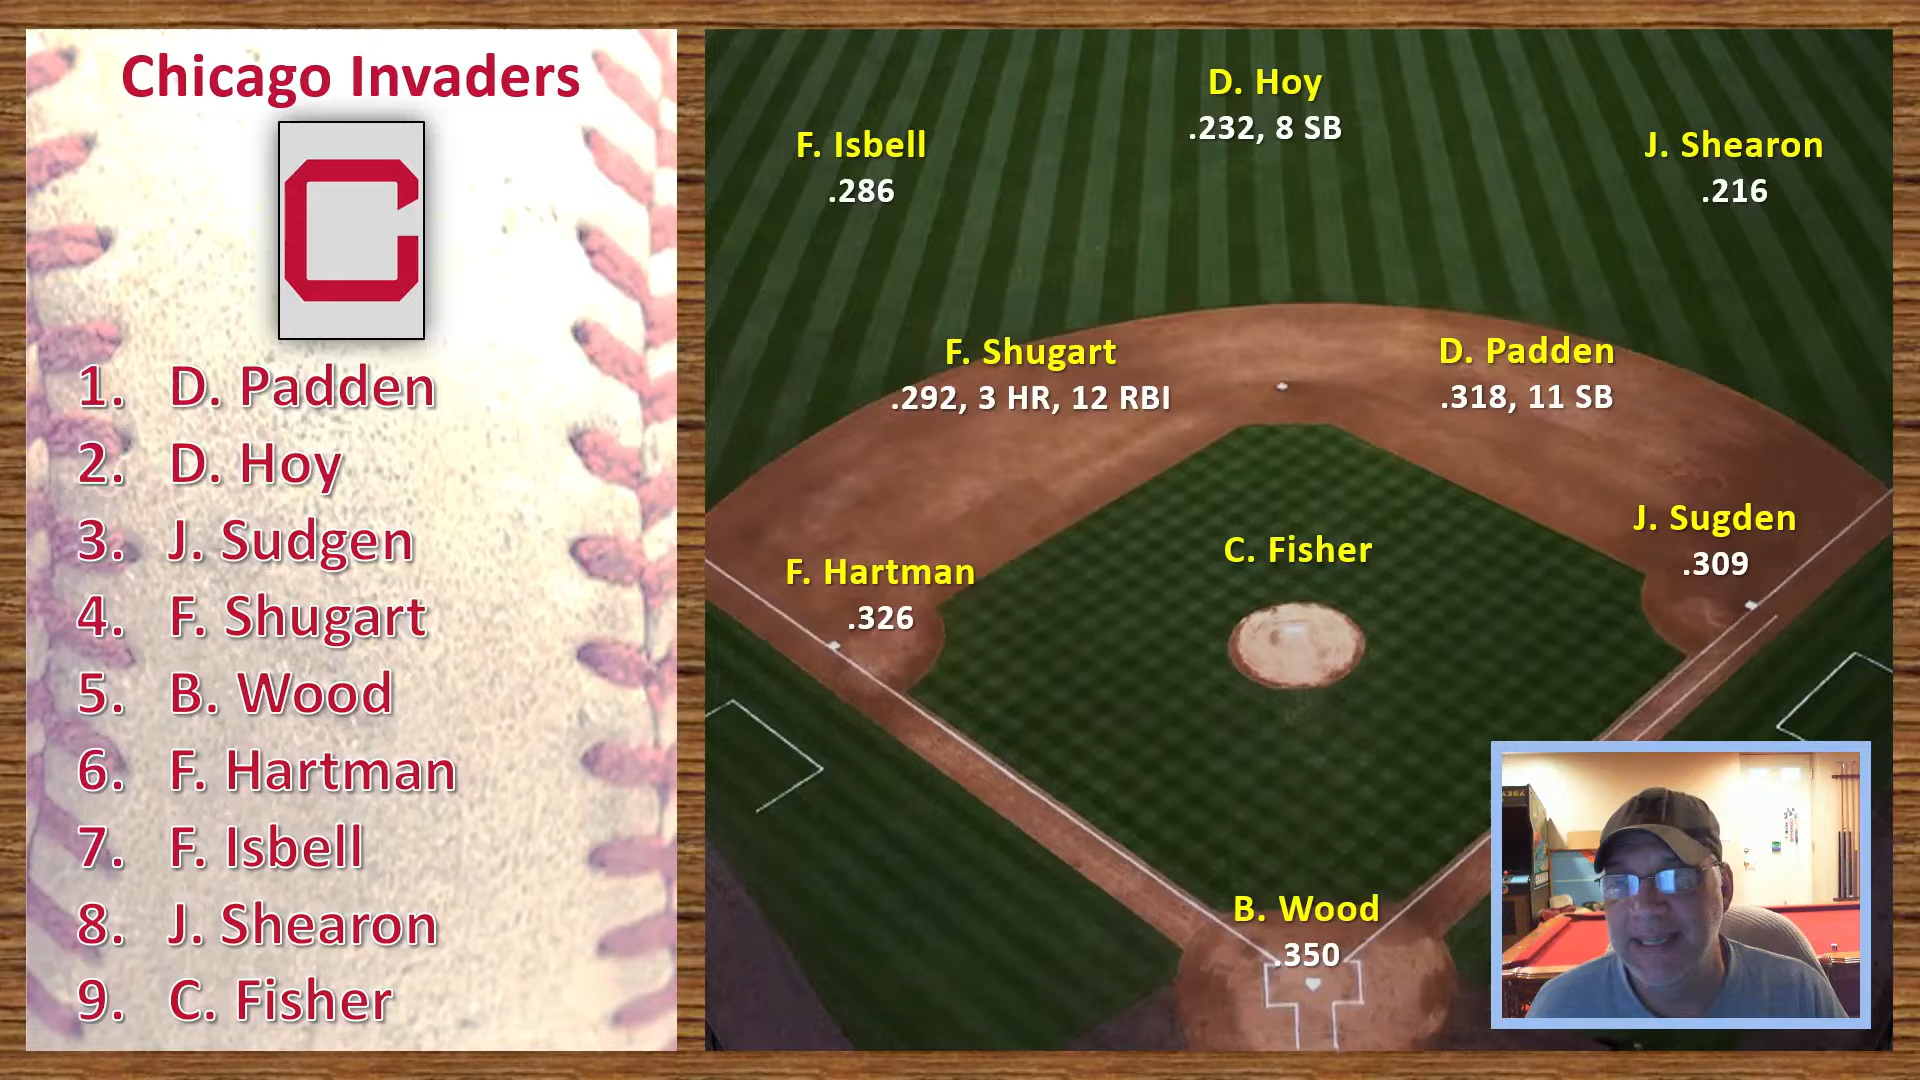 Chicago Invaders
C
1. D. Padden
2. D. Hoy
3. J. Sudgen
4. F. Shugart
5. B. Wood
6. F. Hartman
7. F. Isbell
8. J. Shearon
9. C. Fisher
D. Hoy
.232, 8 SB
F. Isbell
.286
J. Shearon
.216
F. Shugart
.292, 3 HR, 12 RBI
D. Padden
.318, 11 SB
J. Sugden
.309
C. Fisher
F. Hartman
.326
B. Wood
.350